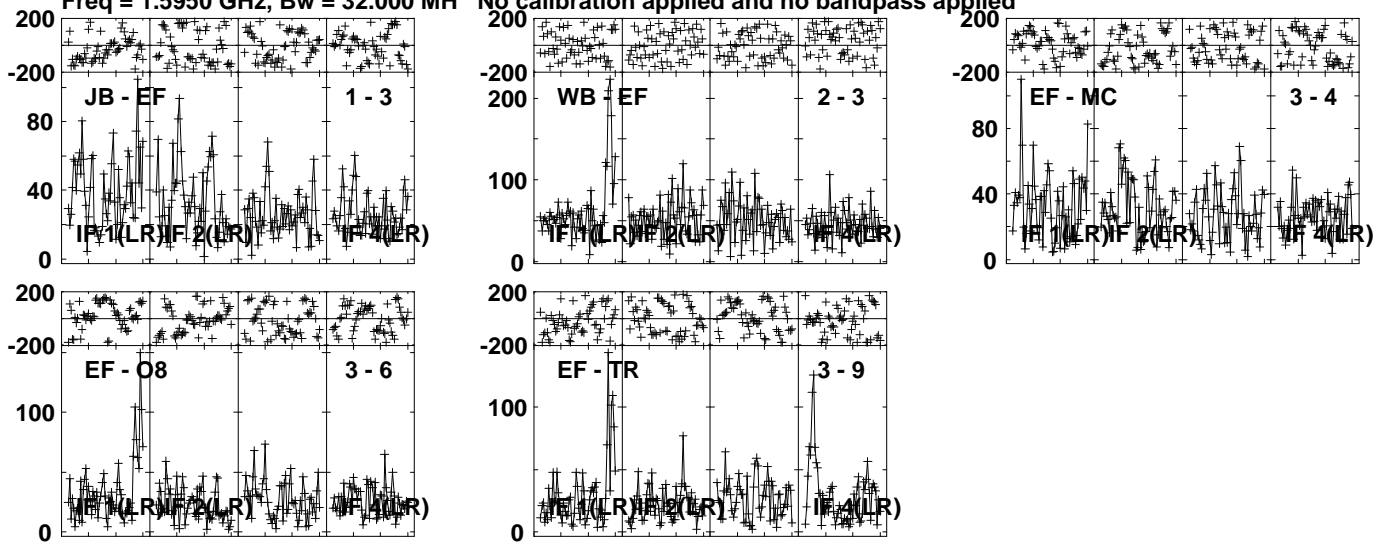 Freq = 1.5950 GHz, Bw = 32.000 MH No calibration applied and no bandpass applied
200
-200
JB - EF
1 - 3
80
40
0
IF 1(LR)
IF 2(LR)
IF 4(LR)
200
-200
WB - EF
2 - 3
200
100
0
IF 1(LR)
IF 2(LR)
IF 4(LR)
200
-200
EF - MC
3 - 4
80
40
0
IF 1(LR)
IF 2(LR)
IF 4(LR)
200
-200
EF - O8
3 - 6
100
0
IF 1(LR)
IF 2(LR)
IF 4(LR)
200
-200
EF - TR
3 - 9
100
0
IF 1(LR)
IF 2(LR)
IF 4(LR)